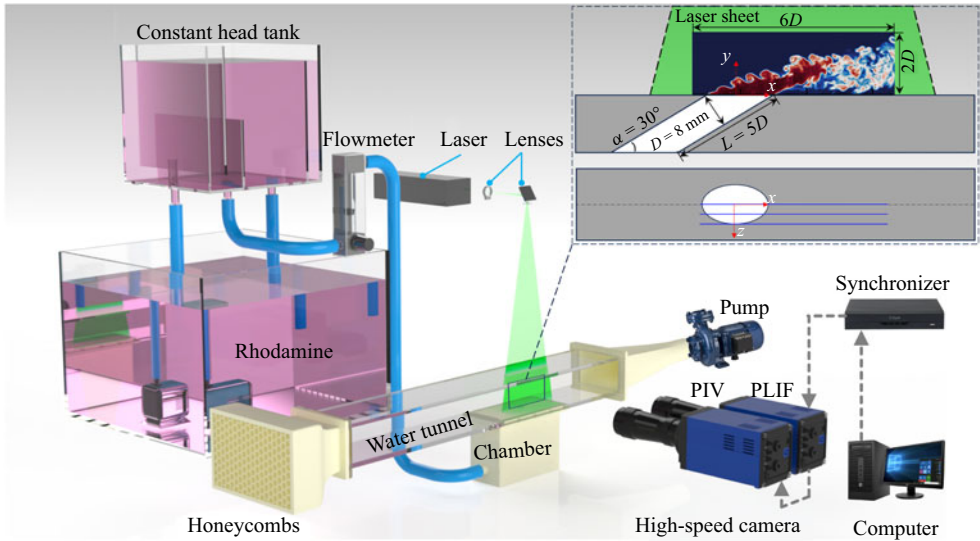 Constant head tank
Flowmeter
Laser
Lenses
Laser sheet
6D
2D
y
x
α = 30°
D = 8 mm
L = 5D
x
z
Synchronizer
Pump
Rhodamine
PIV
PLIF
Water tunnel
Chamber
Honeycombs
High-speed camera
Computer